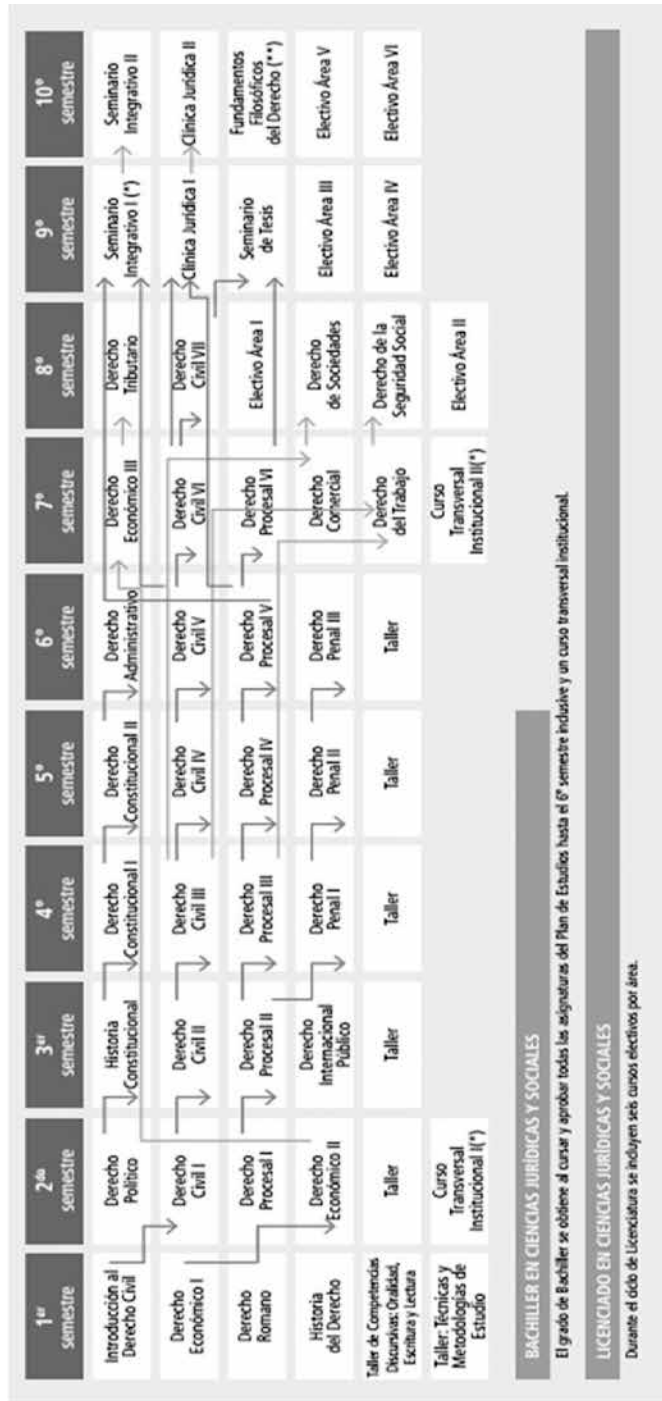 1er
semestre
2do
semestre
3er
semestre
4º
semestre
5º
semestre
6º
semestre
7º
semestre
8º
semestre
9º
semestre
10º
semestre
Introducción al
Derecho Civil
Derecho
Político
Historia
Constitucional
Derecho
Constitucional I
Derecho
Constitucional II
Derecho
Administrativo
Derecho
Económico III
Derecho
Tributario
Seminario
Integrativo I (*)
Seminario
Integrativo II
Derecho
Económico I
Derecho
Civil I
Derecho
Civil II
Derecho
Civil III
Derecho
Civil IV
Derecho
Civil V
Derecho
Civil VI
Derecho
Civil VII
Clínica Jurídica I
Clínica Jurídica II
Derecho
Romano
Derecho
Procesal I
Derecho
Procesal II
Derecho
Procesal III
Derecho
Procesal IV
Derecho
Procesal V
Derecho
Procesal VI
Electivo Área I
Seminario
de Tesis
Fundamentos
Filosóficos
del Derecho (**)
Historia
del Derecho
Derecho
Económico II
Derecho
Internacional
Público
Derecho
Penal I
Derecho
Penal II
Derecho
Penal III
Derecho
Comercial
Derecho
de Sociedades
Electivo Área III
Electivo Área V
Taller de Competencias
Discursivas: Oralidad,
Escritura y Lectura
Taller
Taller
Taller
Taller
Taller
Derecho
del Trabajo
Derecho de la
Seguridad Social
Electivo Área IV
Electivo Área VI
Taller: Técnicas y
Metodologías de
Estudio
Curso
Transversal
Institucional I(*)
Curso
Transversal
Institucional II(*)
Electivo Área II
BACHILLER EN CIENCIAS JURÍDICAS Y SOCIALES
El grado de Bachiller se obtiene al cursar y aprobar todas las asignaturas del Plan de Estudios hasta el 6º semestre inclusive y un curso transversal institucional.
LICENCIADO EN CIENCIAS JURÍDICAS Y SOCIALES
Durante el ciclo de Licenciatura se incluyen seis cursos electivos por área.